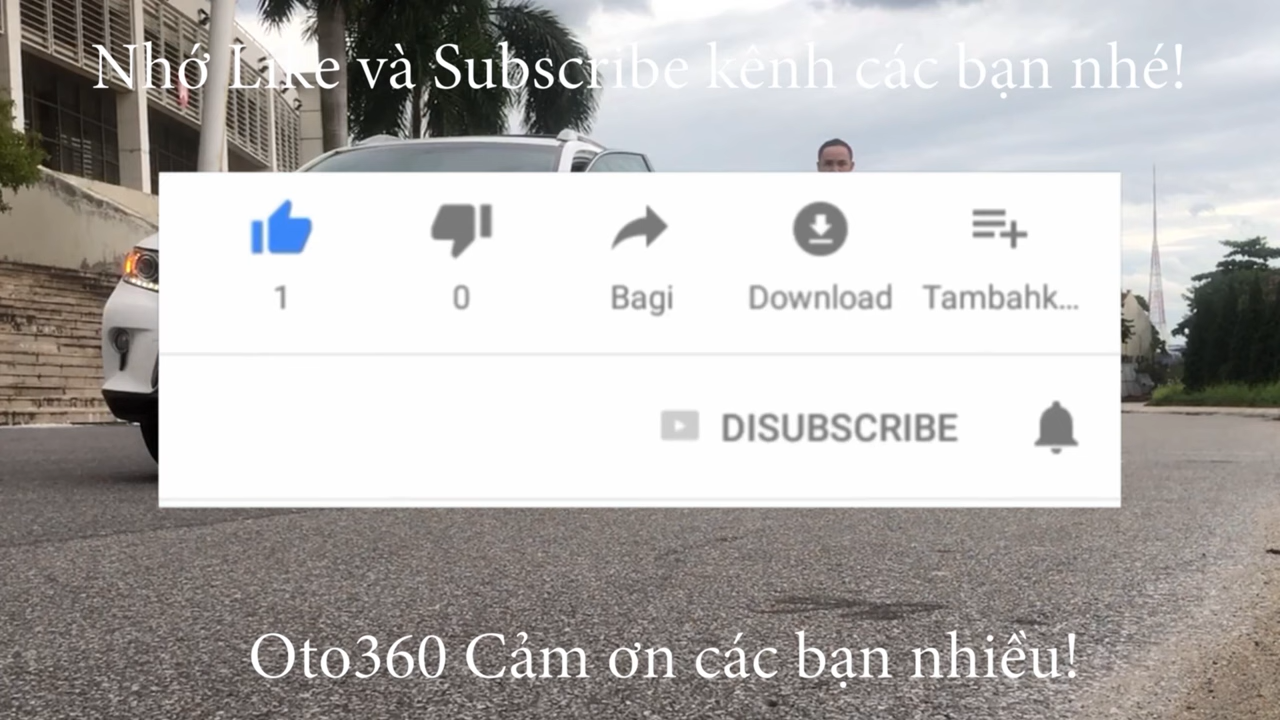 Nhớ Like và Subscribe kênh các bạn nhé!
1 0 Bagi Download Tambahk...
DISUBSCRIBE
Oto360 Cảm ơn các bạn nhiều!